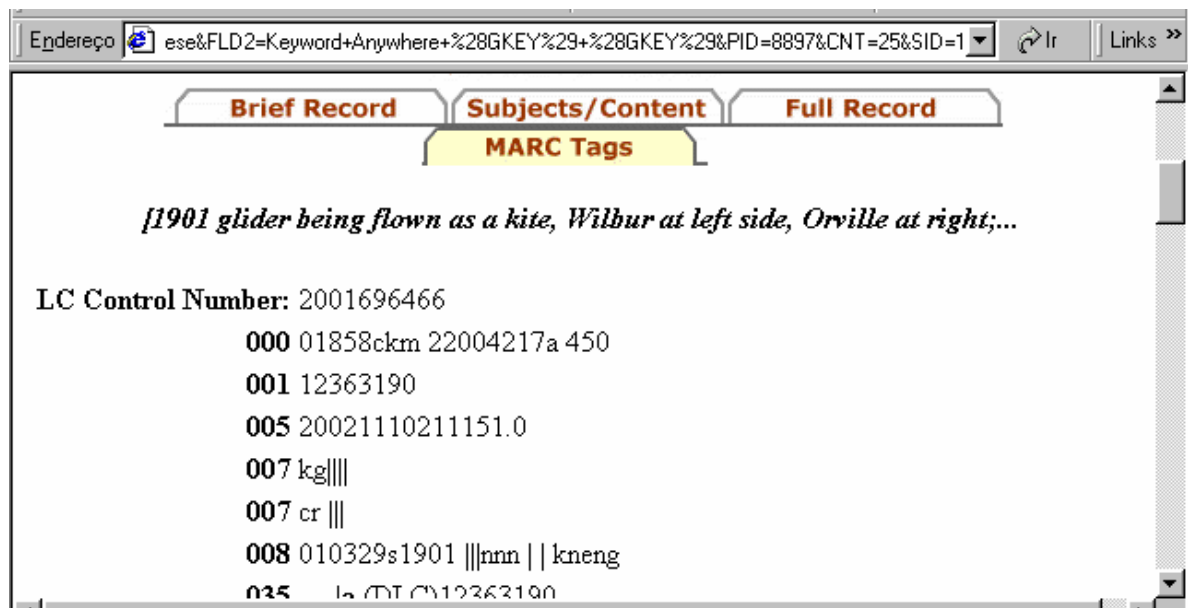 Endereço ese&FLD2=Keyword+Anywhere+%28GKEY%29+%28GKEY%29&PID=8897&CNT=25&SID=1 Ir Links »
Brief Record Subjects/Content Full Record
MARC Tags
[1901 glider being flown as a kite, Wilbur at left side, Orville at right;...
LC Control Number: 2001696466
000 01858ckm 22004217a 450
001 12363190
005 20021110211151.0
007 kg||||
007 cr |||
008 010329s1901 |||nnn | | kneng
035 |a (DLC)12363190